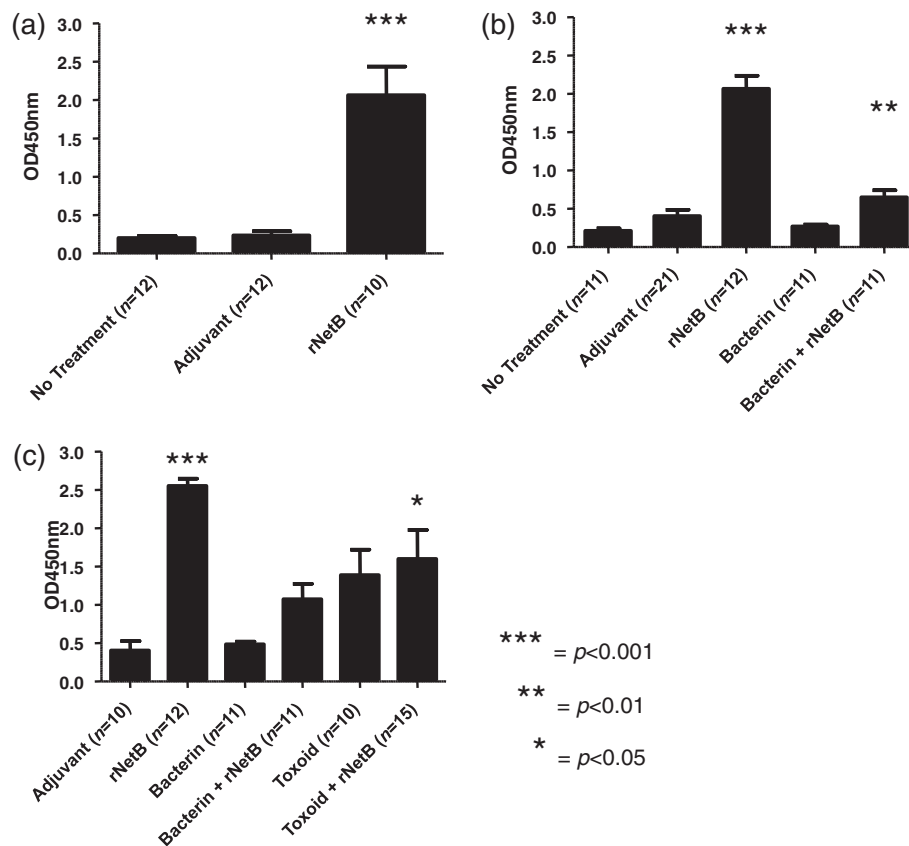 (a)
***
3.0
2.5
2.0
1.5
1.0
0.5
0.0
OD450nm
No Treatment (n=12)
Adjuvant (n=12)
rNetB (n=10)
(b)
***
**
3.0
2.5
2.0
1.5
1.0
0.5
0.0
OD450nm
No Treatment (n=11)
Adjuvant (n=21)
rNetB (n=12)
Bacterin (n=11)
Bacterin + rNetB (n=11)
(c)
***
*
3.0
2.5
2.0
1.5
1.0
0.5
0.0
OD450nm
Adjuvant (n=10)
rNetB (n=12)
Bacterin (n=11)
Bacterin + rNetB (n=11)
Toxoid (n=10)
Toxoid + rNetB (n=15)
*** = p<0.001
** = p<0.01
* = p<0.05